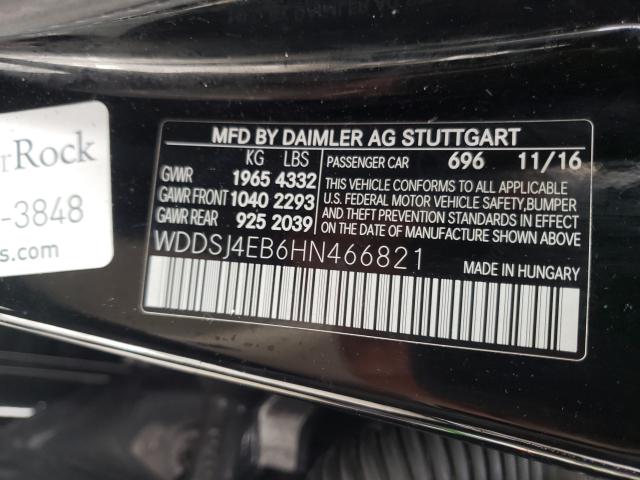 rRock
-3848
s.com
MFD BY DAIMLER AG STUTTGART
KG LBS
GVWR 1965 4332
GAWR FRONT 1040 2293
GAWR REAR 925 2039
PASSENGER CAR 696 11/16
THIS VEHICLE CONFORMS TO ALL APPLICABLE
U.S. FEDERAL MOTOR VEHICLE SAFETY,BUMPER
AND THEFT PREVENTION STANDARDS IN EFFECT
ON THE DATE OF MANUFACTURE SHOWN ABOVE.
WDDSJ4EB6HN466821
MADE IN HUNGARY